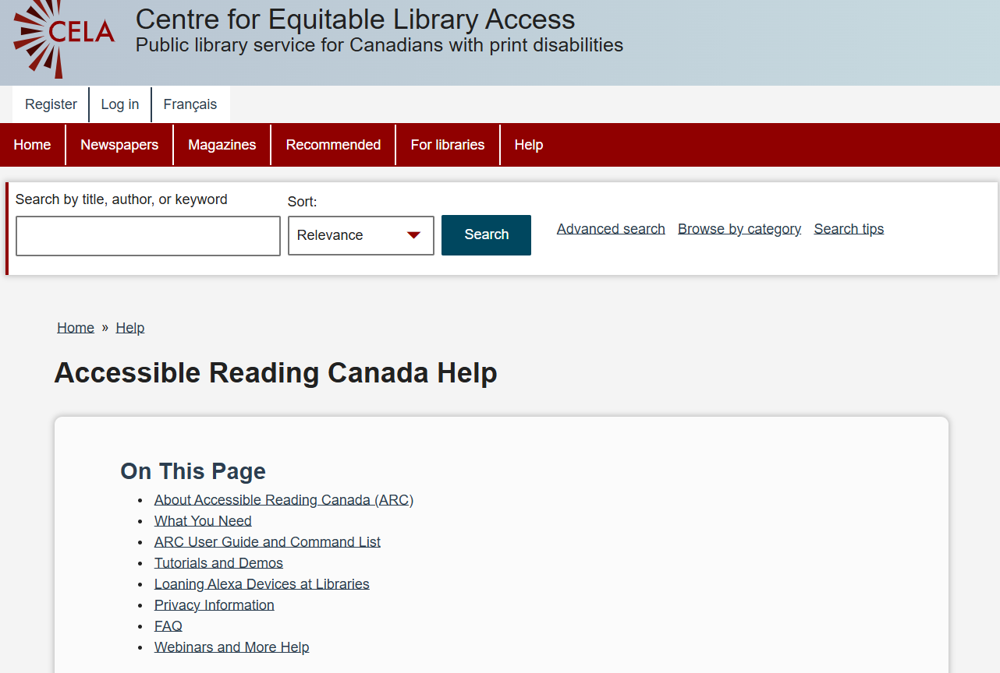 CELA
Centre for Equitable Library Access
Public library service for Canadians with print disabilities
Register
Log in
Français
Home
Newspapers
Magazines
Recommended
For libraries
Help
Search by title, author, or keyword
Sort:
Relevance
Search
Advanced search
Browse by category
Search tips
Home » Help
Accessible Reading Canada Help
On This Page
• About Accessible Reading Canada (ARC)
• What You Need
• ARC User Guide and Command List
• Tutorials and Demos
• Loaning Alexa Devices at Libraries
• Privacy Information
• FAQ
• Webinars and More Help